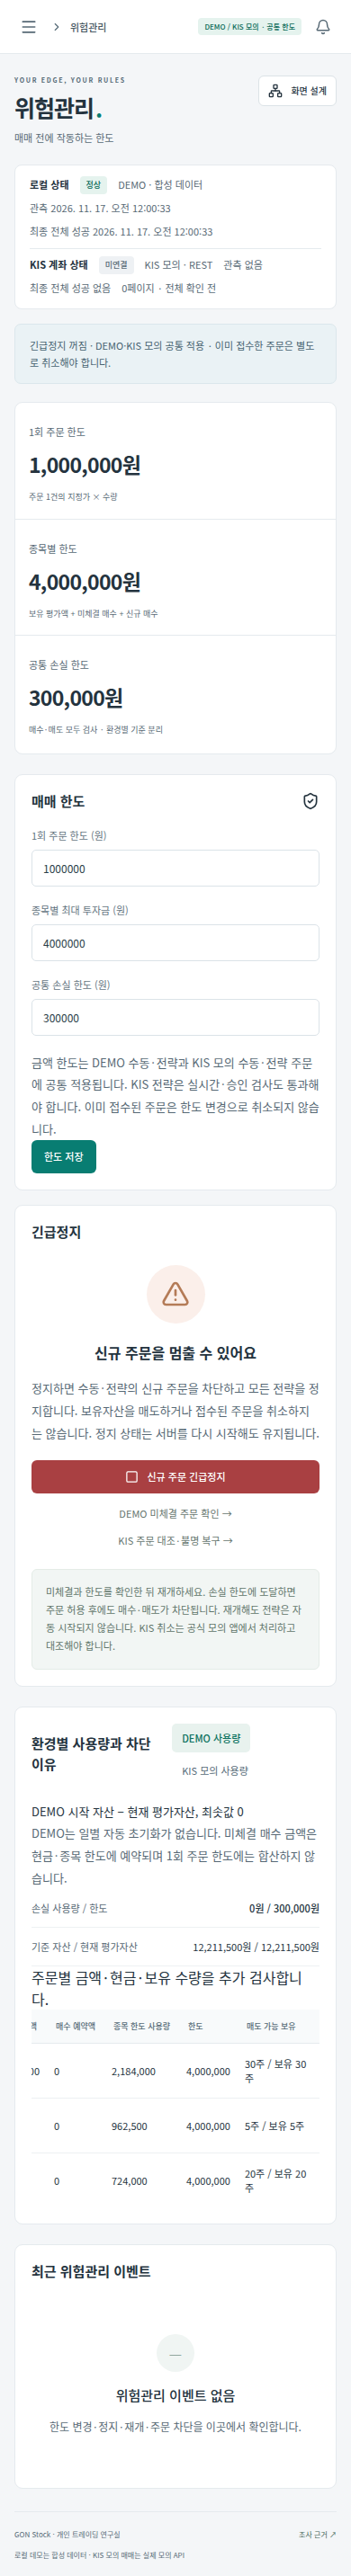 위험관리
DEMO / KIS 모의 · 공통 한도
YOUR EDGE, YOUR RULES
위험관리.
화면 설계
매매 전에 작동하는 한도
로컬 상태 정상 DEMO · 합성 데이터
관측 2026. 11. 17. 오전 12:00:33
최종 전체 성공 2026. 11. 17. 오전 12:00:33
KIS 계좌 상태 미연결 KIS 모의 · REST 관측 없음
최종 전체 성공 없음 0페이지 · 전체 확인 전
긴급정지 꺼짐 · DEMO·KIS 모의 공통 적용 · 이미 접수한 주문은 별도
로 취소해야 합니다.
1회 주문 한도
1,000,000원
주문 1건의 지정가 × 수량
종목별 한도
4,000,000원
보유 평가액 + 미체결 매수 + 신규 매수
공통 손실 한도
300,000원
매수·매도 모두 검사 · 환경별 기준 분리
매매 한도
1회 주문 한도 (원)
1000000
종목별 최대 투자금 (원)
4000000
공통 손실 한도 (원)
300000
금액 한도는 DEMO 수동·전략과 KIS 모의 수동·전략 주문
에 공통 적용됩니다. KIS 전략은 실시간·승인 검사도 통과해
야 합니다. 이미 접수된 주문은 한도 변경으로 취소되지 않습
니다.
한도 저장
긴급정지
신규 주문을 멈출 수 있어요
정지하면 수동·전략의 신규 주문을 차단하고 모든 전략을 정
지합니다. 보유자산을 매도하거나 접수된 주문을 취소하지
는 않습니다. 정지 상태는 서버를 다시 시작해도 유지됩니다.
신규 주문 긴급정지
DEMO 미체결 주문 확인 →
KIS 주문 대조·불명 복구 →
미체결과 한도를 확인한 뒤 재개하세요. 손실 한도에 도달하면
주문 허용 후에도 매수·매도가 차단됩니다. 재개해도 전략은 자
동 시작되지 않습니다. KIS 취소는 공식 모의 앱에서 처리하고
대조해야 합니다.
환경별 사용량과 차단
이유
DEMO 사용량
KIS 모의 사용량
DEMO 시작 자산 − 현재 평가자산, 최솟값 0
DEMO는 일별 자동 초기화가 없습니다. 미체결 매수 금액은
현금·종목 한도에 예약되며 1회 주문 한도에는 합산하지 않
습니다.
손실 사용량 / 한도 0원 / 300,000원
기준 자산 / 현재 평가자산 12,211,500원 / 12,211,500원
주문별 금액·현금·보유 수량을 추가 검사합니
다.
매수 예약액 종목 한도 사용량 한도 매도 가능 보유
00 0 2,184,000 4,000,000 30주 / 보유 30
주
0 962,500 4,000,000 5주 / 보유 5주
0 724,000 4,000,000 20주 / 보유 20
주
최근 위험관리 이벤트
—
위험관리 이벤트 없음
한도 변경·정지·재개·주문 차단을 이곳에서 확인합니다.
GON Stock · 개인 트레이딩 연구실
조사 근거 ↗
로컬 데모는 합성 데이터 · KIS 모의 매매는 실제 모의 API